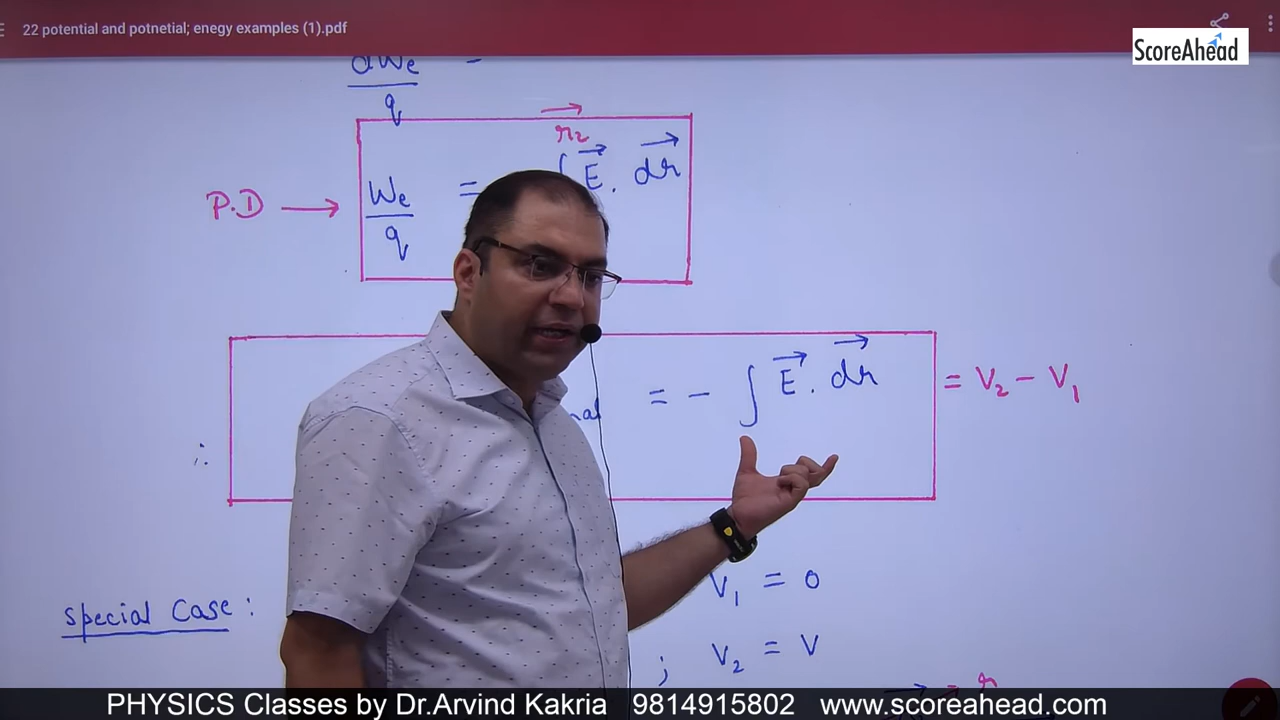 22 potential and potnetial; enegy examples (1).pdf
ScoreAhead
dWe
q
r2
P.D → We = ∫ E . dr
q
nal = - ∫ E . dr = V2 - V1
:
Special Case :
V1 = 0
; V2 = V
r
PHYSICS Classes by Dr.Arvind Kakria 9814915802 www.scoreahead.com